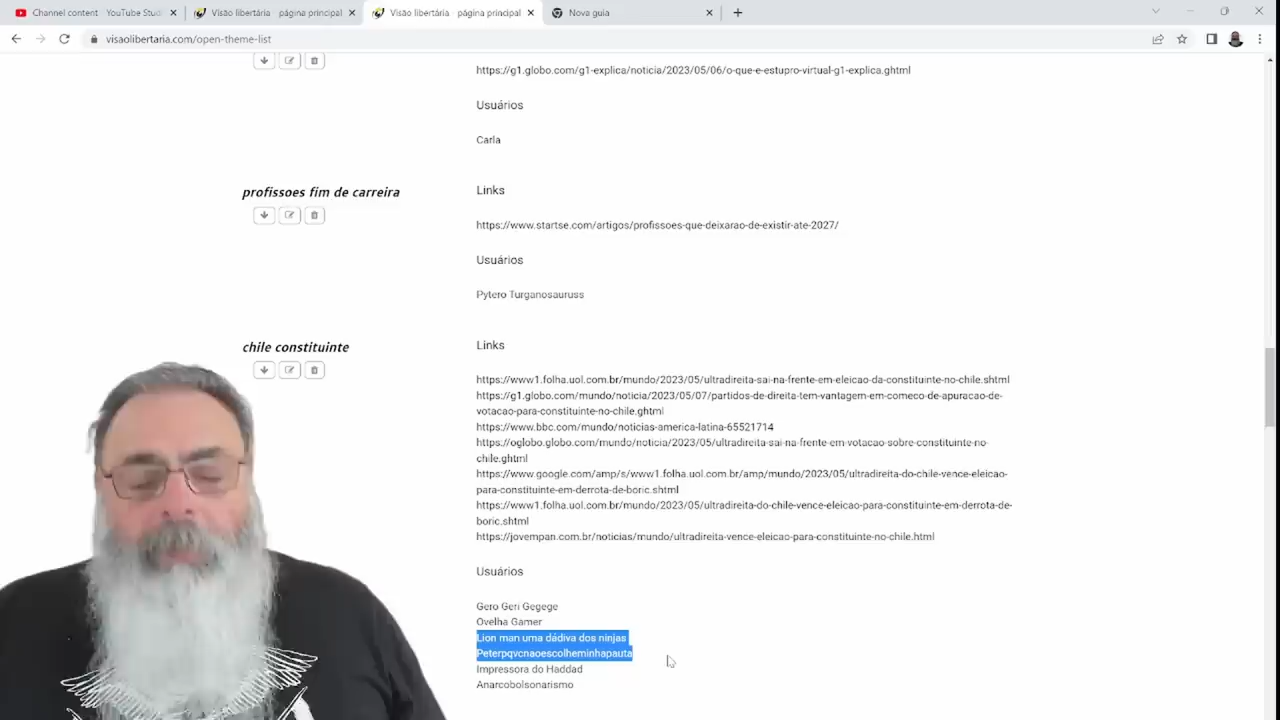 Channel content - YouTube Stud
Visão libertária - página principal
Visão libertária - página principal
Nova guia
visaolibertaria.com/open-theme-list
https://g1.globo.com/g1-explica/noticia/2023/05/06/o-que-e-estupro-virtual-g1-explica.ghtml
Usuários
Carla
profissoes fim de carreira
Links
https://www.startse.com/artigos/profissoes-que-deixarao-de-existir-ate-2027/
Usuários
Pytero Turganosauruss
chile constituinte
Links
https://www1.folha.uol.com.br/mundo/2023/05/ultradireita-sai-na-frente-em-eleicao-da-constituinte-no-chile.shtml
https://g1.globo.com/mundo/noticia/2023/05/07/partidos-de-direita-tem-vantagem-em-comeco-de-apuracao-de-
votacao-para-constituinte-no-chile.ghtml
https://www.bbc.com/mundo/noticias-america-latina-65521714
https://oglobo.globo.com/mundo/noticia/2023/05/ultradireita-sai-na-frente-em-votacao-sobre-constituinte-no-
chile.ghtml
https://www.google.com/amp/s/www1.folha.uol.com.br/amp/mundo/2023/05/ultradireita-do-chile-vence-eleicao-
para-constituinte-em-derrota-de-boric.shtml
https://www1.folha.uol.com.br/mundo/2023/05/ultradireita-do-chile-vence-eleicao-para-constituinte-em-derrota-de-
boric.shtml
https://jovempan.com.br/noticias/mundo/ultradireita-vence-eleicao-para-constituinte-no-chile.html
Usuários
Gero Geri Gegege
Ovelha Gamer
Lion man uma dádiva dos ninjas
Peterpqvcnaoescolheminhapauta
Impressora do Haddad
Anarcobolsonarismo